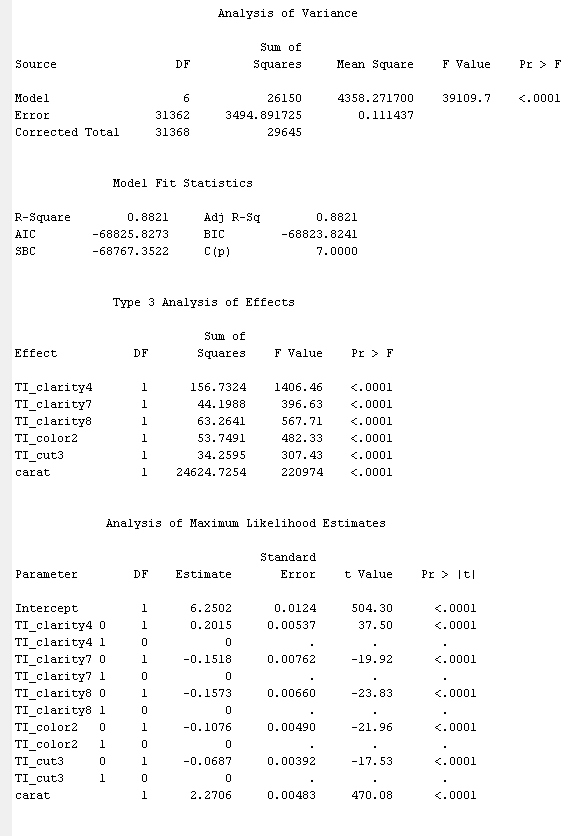 Analysis of Variance
Sum of
Source DF Squares Mean Square F Value Pr > F
Model 6 26150 4358.271700 39109.7 <.0001
Error 31362 3494.891725 0.111437
Corrected Total 31368 29645
Model Fit Statistics
R-Square 0.8821 Adj R-Sq 0.8821
AIC -68825.8273 BIC -68823.8241
SBC -68767.3522 C(p) 7.0000
Type 3 Analysis of Effects
Sum of
Effect DF Squares F Value Pr > F
TI_clarity4 1 156.7324 1406.46 <.0001
TI_clarity7 1 44.1988 396.63 <.0001
TI_clarity8 1 63.2641 567.71 <.0001
TI_color2 1 53.7491 482.33 <.0001
TI_cut3 1 34.2595 307.43 <.0001
carat 1 24624.7254 220974 <.0001
Analysis of Maximum Likelihood Estimates
Standard
Parameter DF Estimate Error t Value Pr > |t|
Intercept 1 6.2502 0.0124 504.30 <.0001
TI_clarity4 0 1 0.2015 0.00537 37.50 <.0001
TI_clarity4 1 0 0 . . .
TI_clarity7 0 1 -0.1518 0.00762 -19.92 <.0001
TI_clarity7 1 0 0 . . .
TI_clarity8 0 1 -0.1573 0.00660 -23.83 <.0001
TI_clarity8 1 0 0 . . .
TI_color2 0 1 -0.1076 0.00490 -21.96 <.0001
TI_color2 1 0 0 . . .
TI_cut3 0 1 -0.0687 0.00392 -17.53 <.0001
TI_cut3 1 0 0 . . .
carat 1 2.2706 0.00483 470.08 <.0001